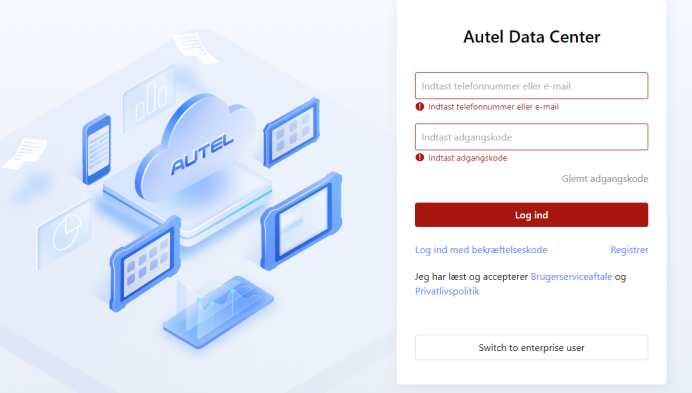 AUTEL
Autel Data Center
Indtast telefonnummer eller e-mail
Indtast telefonnummer eller e-mail
Indtast adgangskode
Indtast adgangskode
Glemt adgangskode
Log ind
Log ind med bekræftelseskode Registrer
Jeg har læst og accepterer Brugerserviceaftale og
Privatlivspolitik
Switch to enterprise user